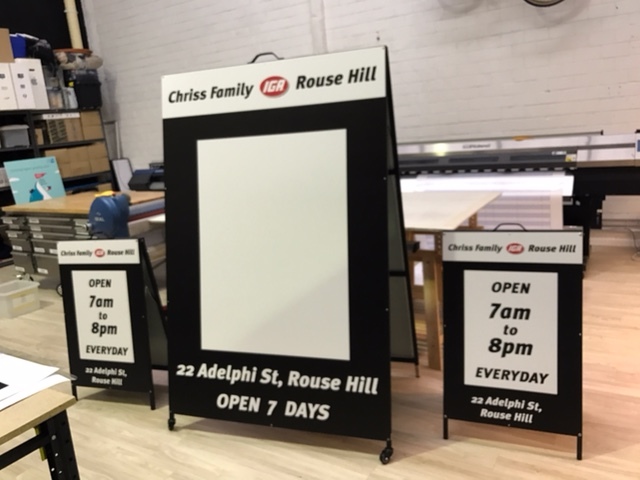 Chriss Family IGA Rouse Hill
22 Adelphi St, Rouse Hill
OPEN 7 DAYS
Chriss Family IGA Rouse Hill
OPEN
7am
to
8pm
EVERYDAY
22 Adelphi St,
Rouse Hill
Chriss Family IGA Rouse Hill
OPEN
7am
to
8pm
EVERYDAY
22 Adelphi St,
Rouse Hill
Roland